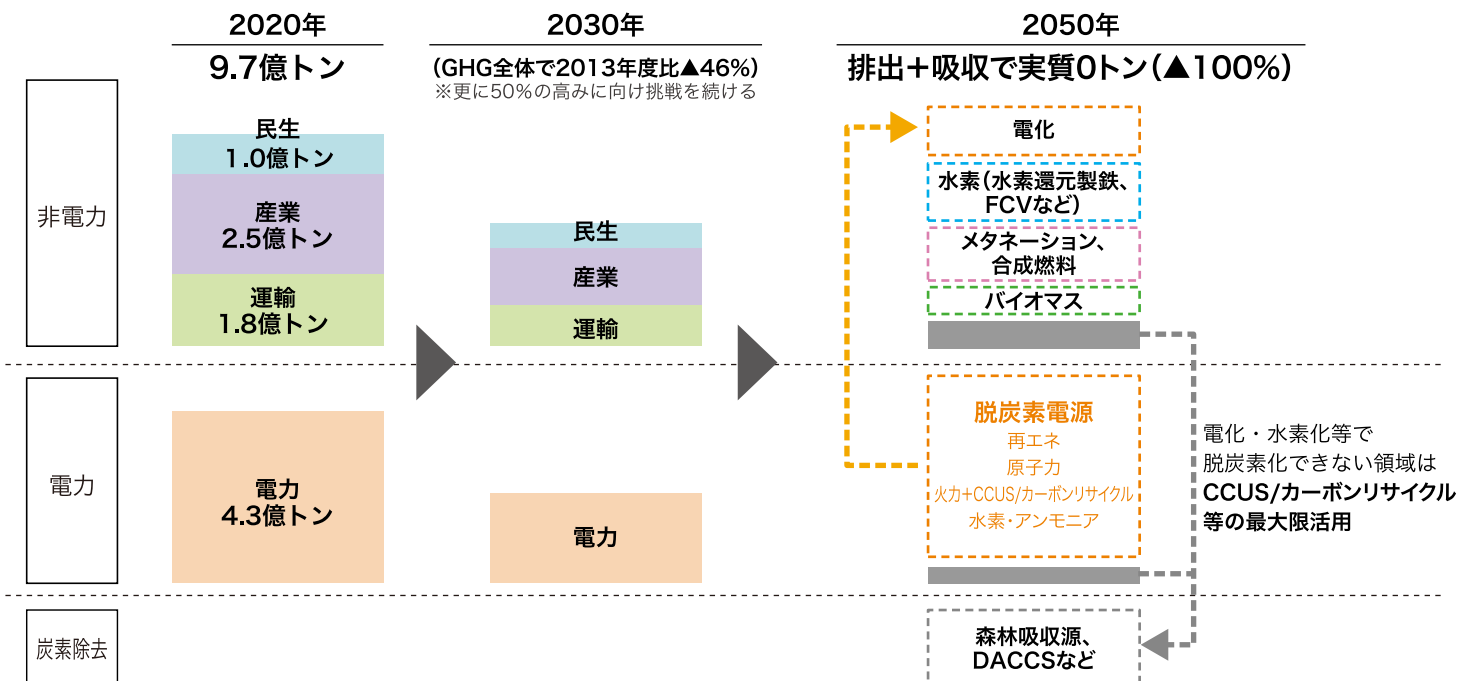 2020年
9.7億トン
2030年
(GHG全体で2013年度比▲46%)
※更に50%の高みに向け挑戦を続ける
2050年
排出+吸収で実質0トン(▲100%)
非電力
民生
1.0億トン
産業
2.5億トン
運輸
1.8億トン
民生
産業
運輸
電化
水素(水素還元製鉄、
FCVなど)
メタネーション、
合成燃料
バイオマス
電力
電力
4.3億トン
電力
脱炭素電源
再エネ
原子力
火力+CCUS/カーボンリサイクル
水素・アンモニア
電化・水素化等で
脱炭素化できない領域は
CCUS/カーボンリサイクル
等の最大限活用
炭素除去
森林吸収源、
DACCSなど